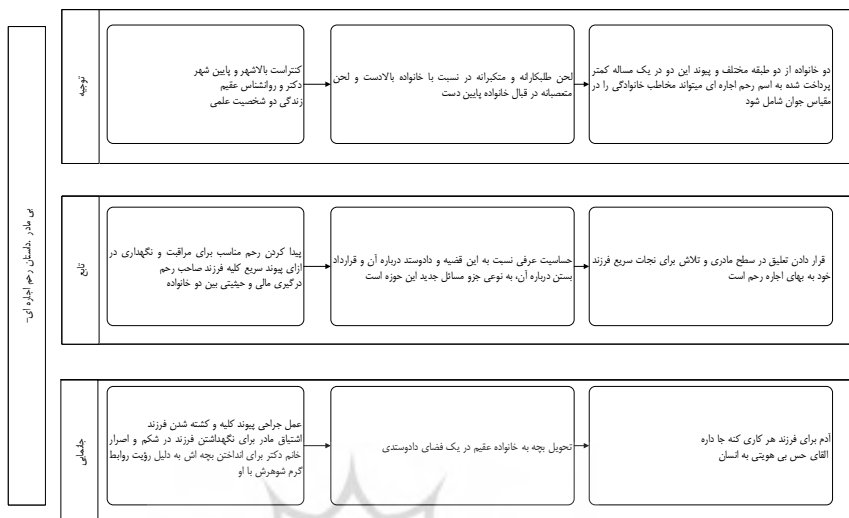 بی مادر .داستان رحم اجاره ای-
توجیه
کنتراست بالاشهر و پایین شهر
دکتر و روانشناس عقیم
زندگی دو شخصیت علمی
لحن طلبکارانه و متکبرانه در نسبت با خانواده بالادست و لحن
متعصبانه در قبال خانواده پایین دست
دو خانواده از دو طبقه مختلف و پیوند این دو در یک مساله کمتر
پرداخت شده به اسم رحم اجاره ای میتواند مخاطب خانوادگی را در
مقیاس جوان شامل شود
تابع
پیدا کردن رحم مناسب برای مراقبت و نگهداری در
ازای پیوند سریع کلیه فرزند صاحب رحم
درگیری مالی و حیثیتی بین دو خانواده
حساسیت عرفی نسبت به این قضیه و دادوستد درباره آن و قرارداد
بستن درباره آن، به نوعی جزو مسائل جدید این حوزه است
قرار دادن تعلیق در سطح مادری و تلاش برای نجات سریع فرزند
خود به بهای اجاره رحم است
جانمایی
عمل جراحی پیوند کلیه و کشته شدن فرزند
اشتیاق مادر برای نگهداشتن فرزند در شکم و اصرار
خانم دکتر برای انداختن بچه اش به دلیل رؤیت روابط
گرم شوهرش با او
تحویل بچه به خانواده عقیم در یک فضای دادوستدی
آدم برای فرزند هر کاری کنه جا داره
القای حس بی هویتی به انسان